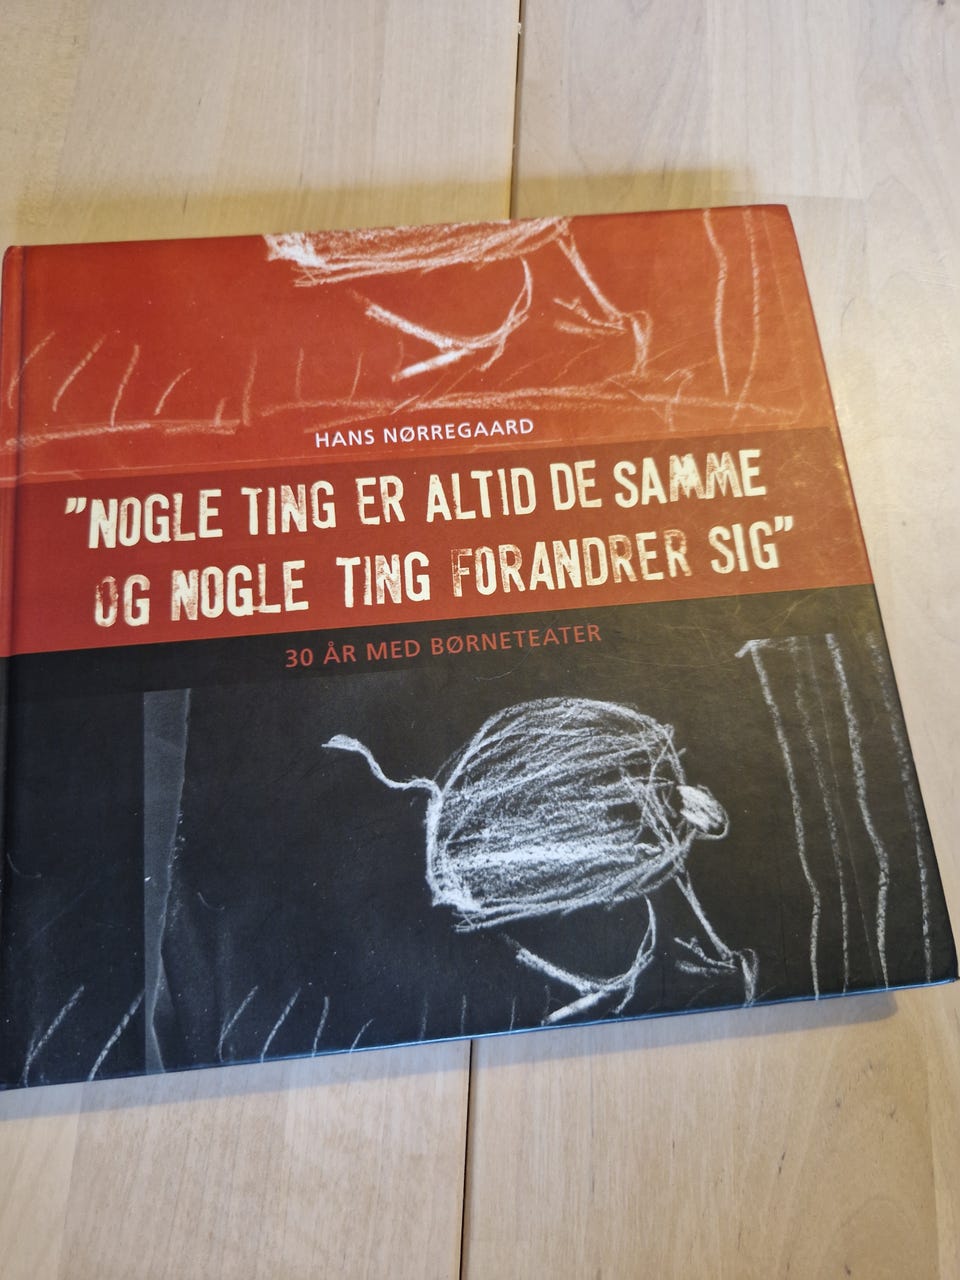 HANS NØRREGAARD
"NOGLE TING ER ALTID DE SAMME
OG NOGLE TING FORANDRER SIG"
30 ÅR MED BØRNETEATER